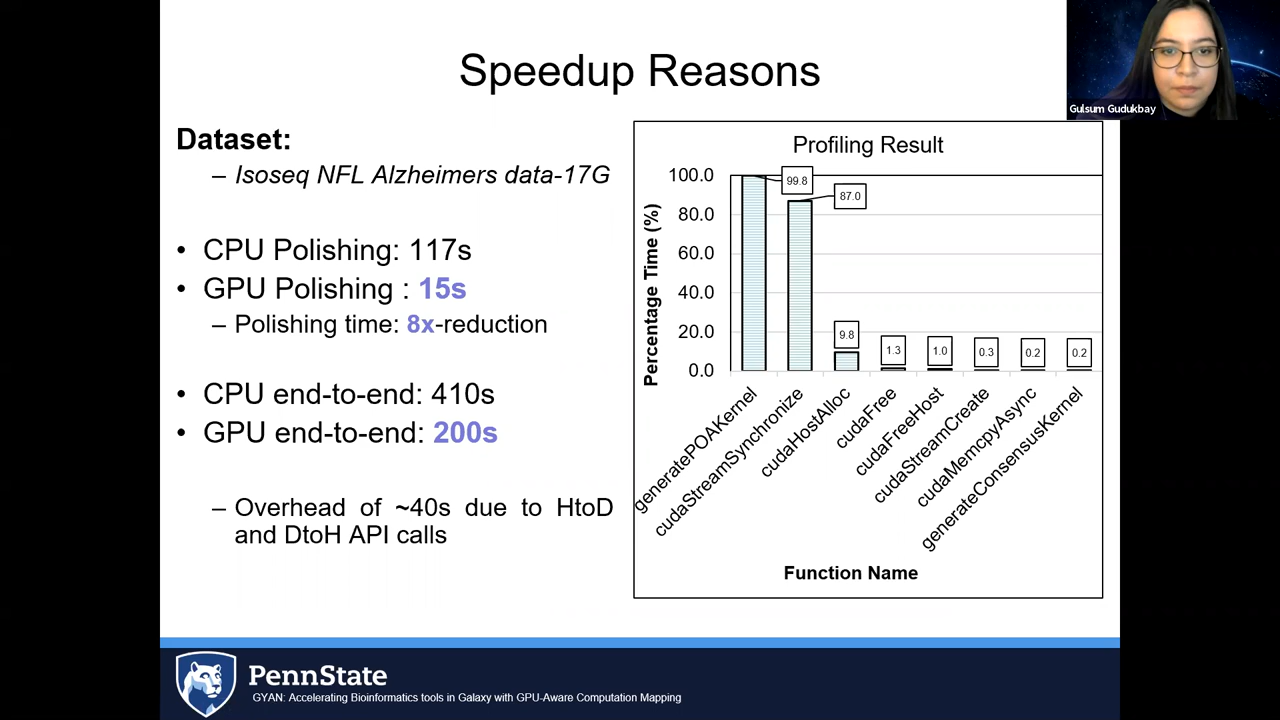 Speedup Reasons
Gulsum Gudukbay
Dataset:
– Isoseq NFL Alzheimers data-17G
• CPU Polishing: 117s
• GPU Polishing : 15s
– Polishing time: 8x-reduction
• CPU end-to-end: 410s
• GPU end-to-end: 200s
– Overhead of ~40s due to HtoD
and DtoH API calls
Profiling Result
Percentage Time (%)
100.0
80.0
60.0
40.0
20.0
0.0
99.8
87.0
9.8
1.3
1.0
0.3
0.2
0.2
generatePOAKernel
cudaStreamSynchronize
cudaHostAlloc
cudaFree
cudaFreeHost
cudaStreamCreate
cudaMemcpyAsync
generateConsensusKernel
Function Name
PennState
GYAN: Accelerating Bioinformatics tools in Galaxy with GPU-Aware Computation Mapping